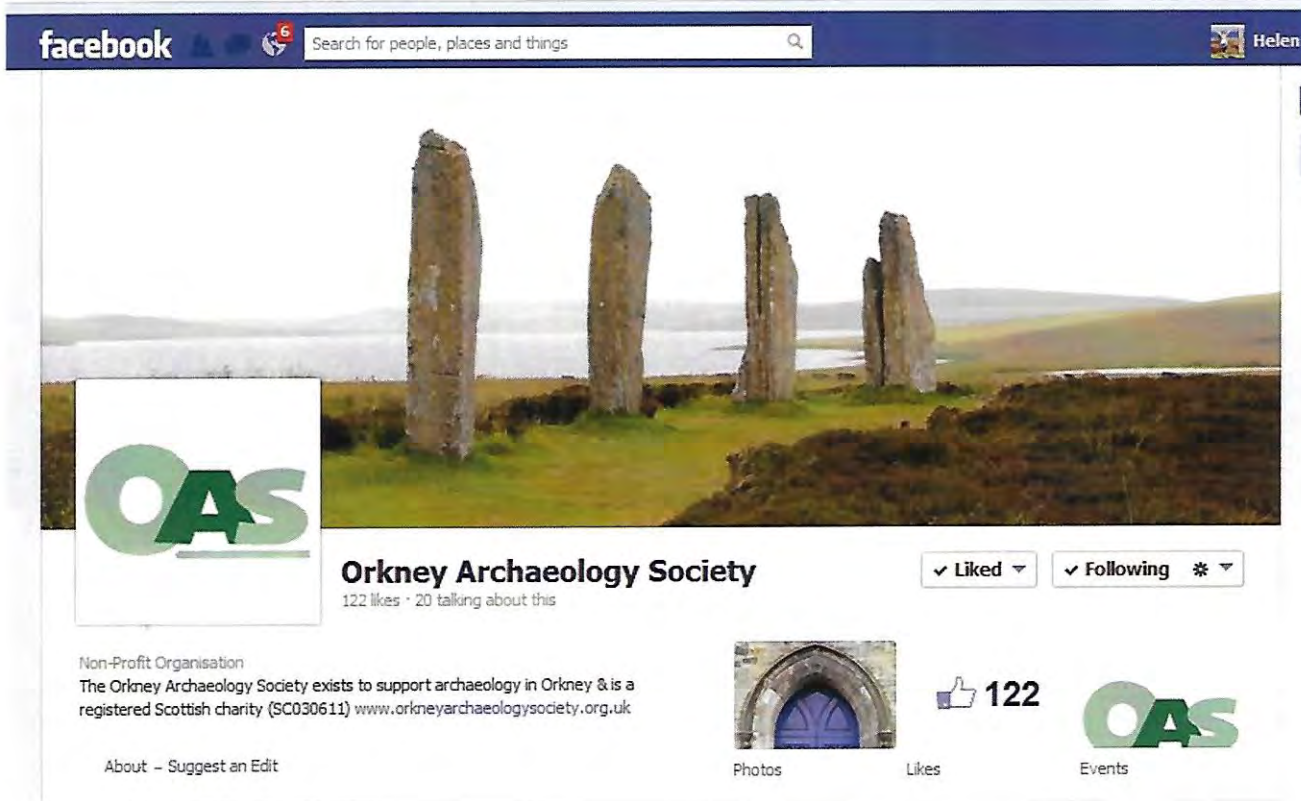 facebook
6
Search for people, places and things
Helen
OAS
Orkney Archaeology Society
122 likes · 20 talking about this
✓ Liked
✓ Following
Non-Profit Organisation
The Orkney Archaeology Society exists to support archaeology in Orkney & is a
registered Scottish charity (SC030611) www.orkneyarchaeologysociety.org.uk
About – Suggest an Edit
122
OAS
Photos
Likes
Events